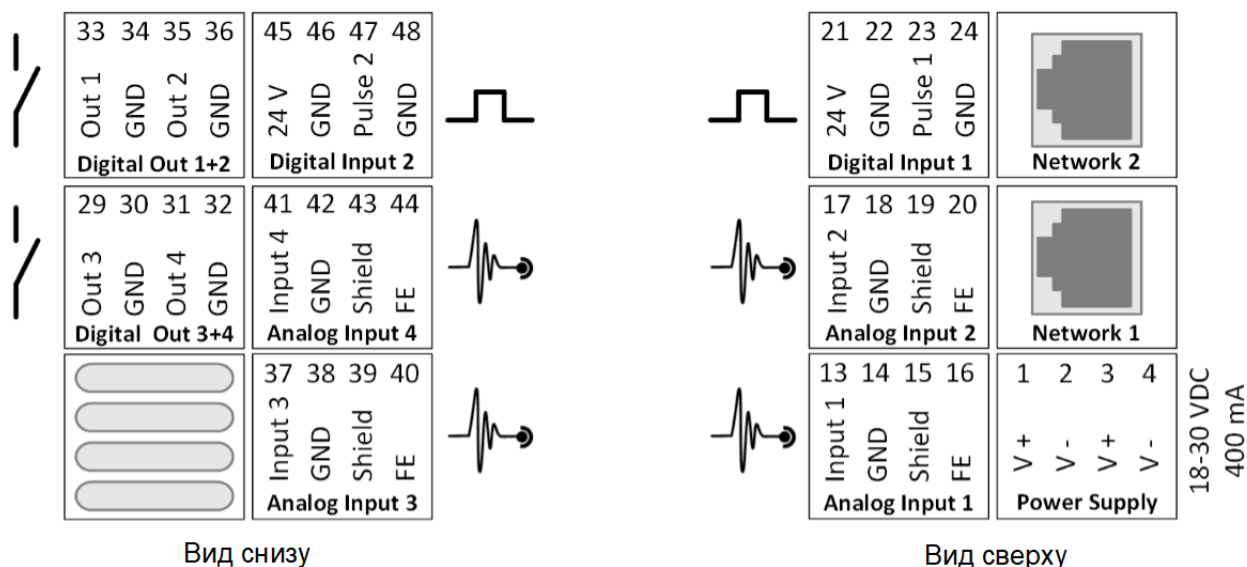 33 34 35 36
Out 1
GND
Out 2
GND
Digital Out 1+2
45 46 47 48
24 V
GND
Pulse 2
GND
Digital Input 2
21 22 23 24
24 V
GND
Pulse 1
GND
Digital Input 1
Network 2
29 30 31 32
Out 3
GND
Out 4
GND
Digital Out 3+4
41 42 43 44
Input 4
GND
Shield
FE
Analog Input 4
17 18 19 20
Input 2
GND
Shield
FE
Analog Input 2
Network 1
37 38 39 40
Input 3
GND
Shield
FE
Analog Input 3
13 14 15 16
Input 1
GND
Shield
FE
Analog Input 1
1 2 3 4
V +
V -
V +
V -
Power Supply
18-30 VDC
400 mA
Вид снизу
Вид сверху